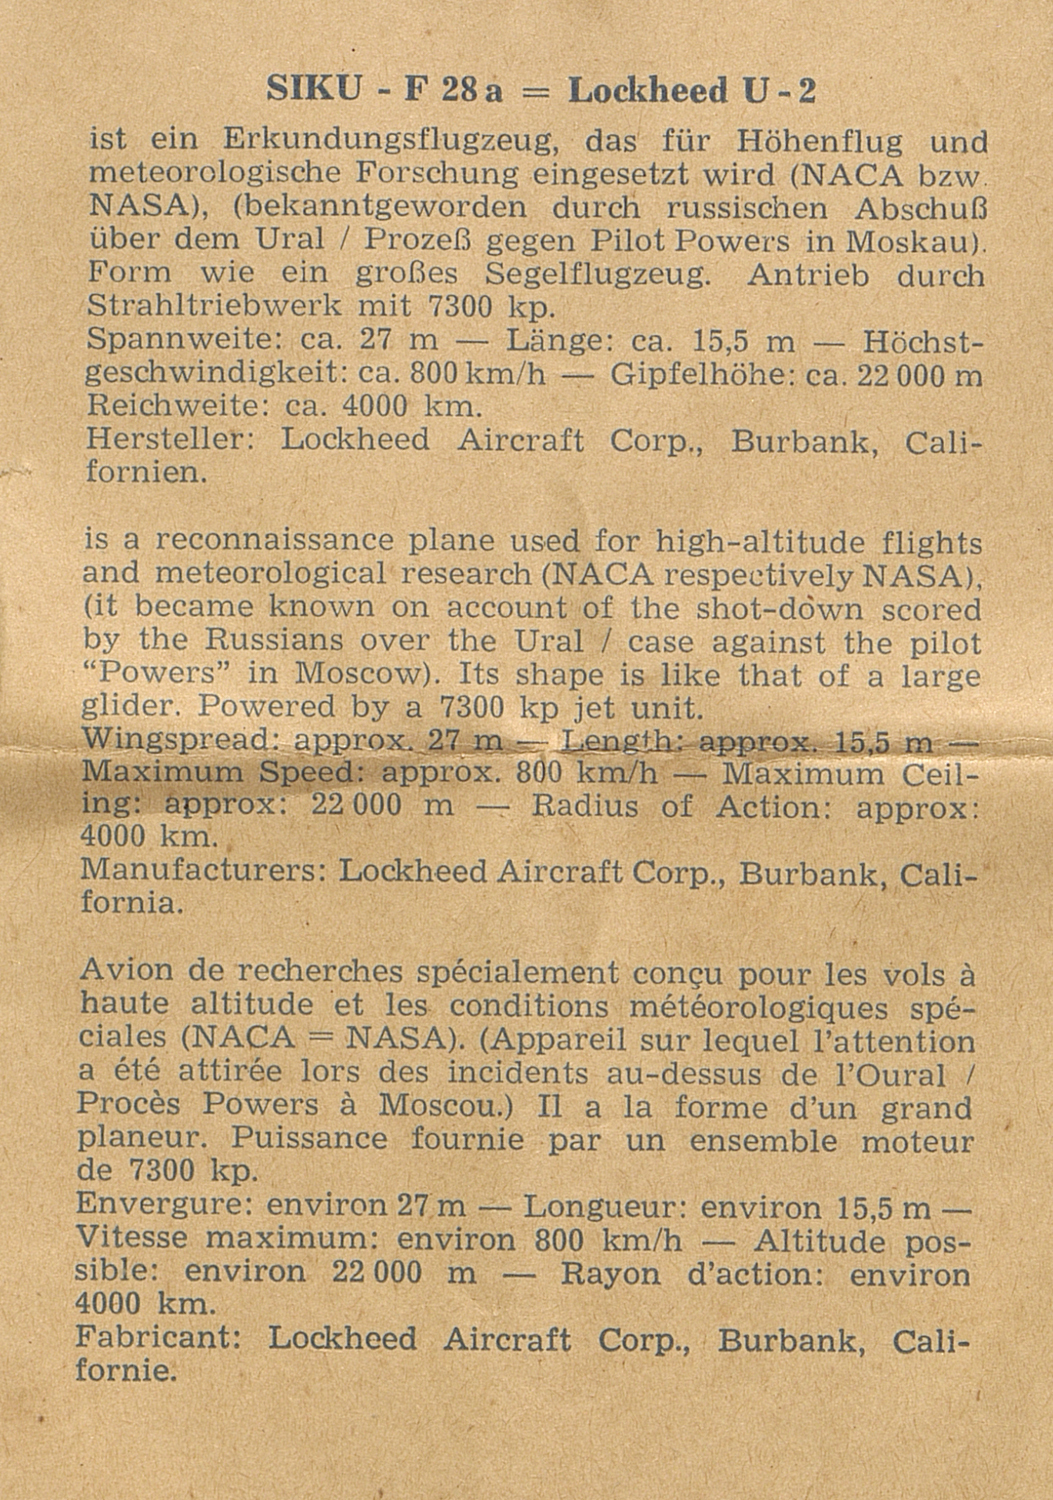 SIKU - F 28 a = Lockheed U - 2
ist ein Erkundungsflugzeug, das für Höhenflug und
meteorologische Forschung eingesetzt wird (NACA bzw.
NASA), (bekanntgeworden durch russischen Abschuß
über dem Ural / Prozeß gegen Pilot Powers in Moskau).
Form wie ein großes Segelflugzeug. Antrieb durch
Strahltriebwerk mit 7300 kp.
Spannweite: ca. 27 m — Länge: ca. 15,5 m — Höchst-
geschwindigkeit: ca. 800 km/h — Gipfelhöhe: ca. 22 000 m
Reichweite: ca. 4000 km.
Hersteller: Lockheed Aircraft Corp., Burbank, Cali-
fornien.
is a reconnaissance plane used for high-altitude flights
and meteorological research (NACA respectively NASA),
(it became known on account of the shot-down scored
by the Russians over the Ural / case against the pilot
“Powers” in Moscow). Its shape is like that of a large
glider. Powered by a 7300 kp jet unit.
Wingspread: approx. 27 m — Length: approx. 15,5 m —
Maximum Speed: approx. 800 km/h — Maximum Ceil-
ing: approx: 22 000 m — Radius of Action: approx:
4000 km.
Manufacturers: Lockheed Aircraft Corp., Burbank, Cali-
fornia.
Avion de recherches spécialement conçu pour les vols à
haute altitude et les conditions météorologiques spé-
ciales (NACA = NASA). (Appareil sur lequel l'attention
a été attirée lors des incidents au-dessus de l'Oural /
Procès Powers à Moscou.) Il a la forme d'un grand
planeur. Puissance fournie par un ensemble moteur
de 7300 kp.
Envergure: environ 27 m — Longueur: environ 15,5 m —
Vitesse maximum: environ 800 km/h — Altitude pos-
sible: environ 22 000 m — Rayon d'action: environ
4000 km.
Fabricant: Lockheed Aircraft Corp., Burbank, Cali-
fornie.